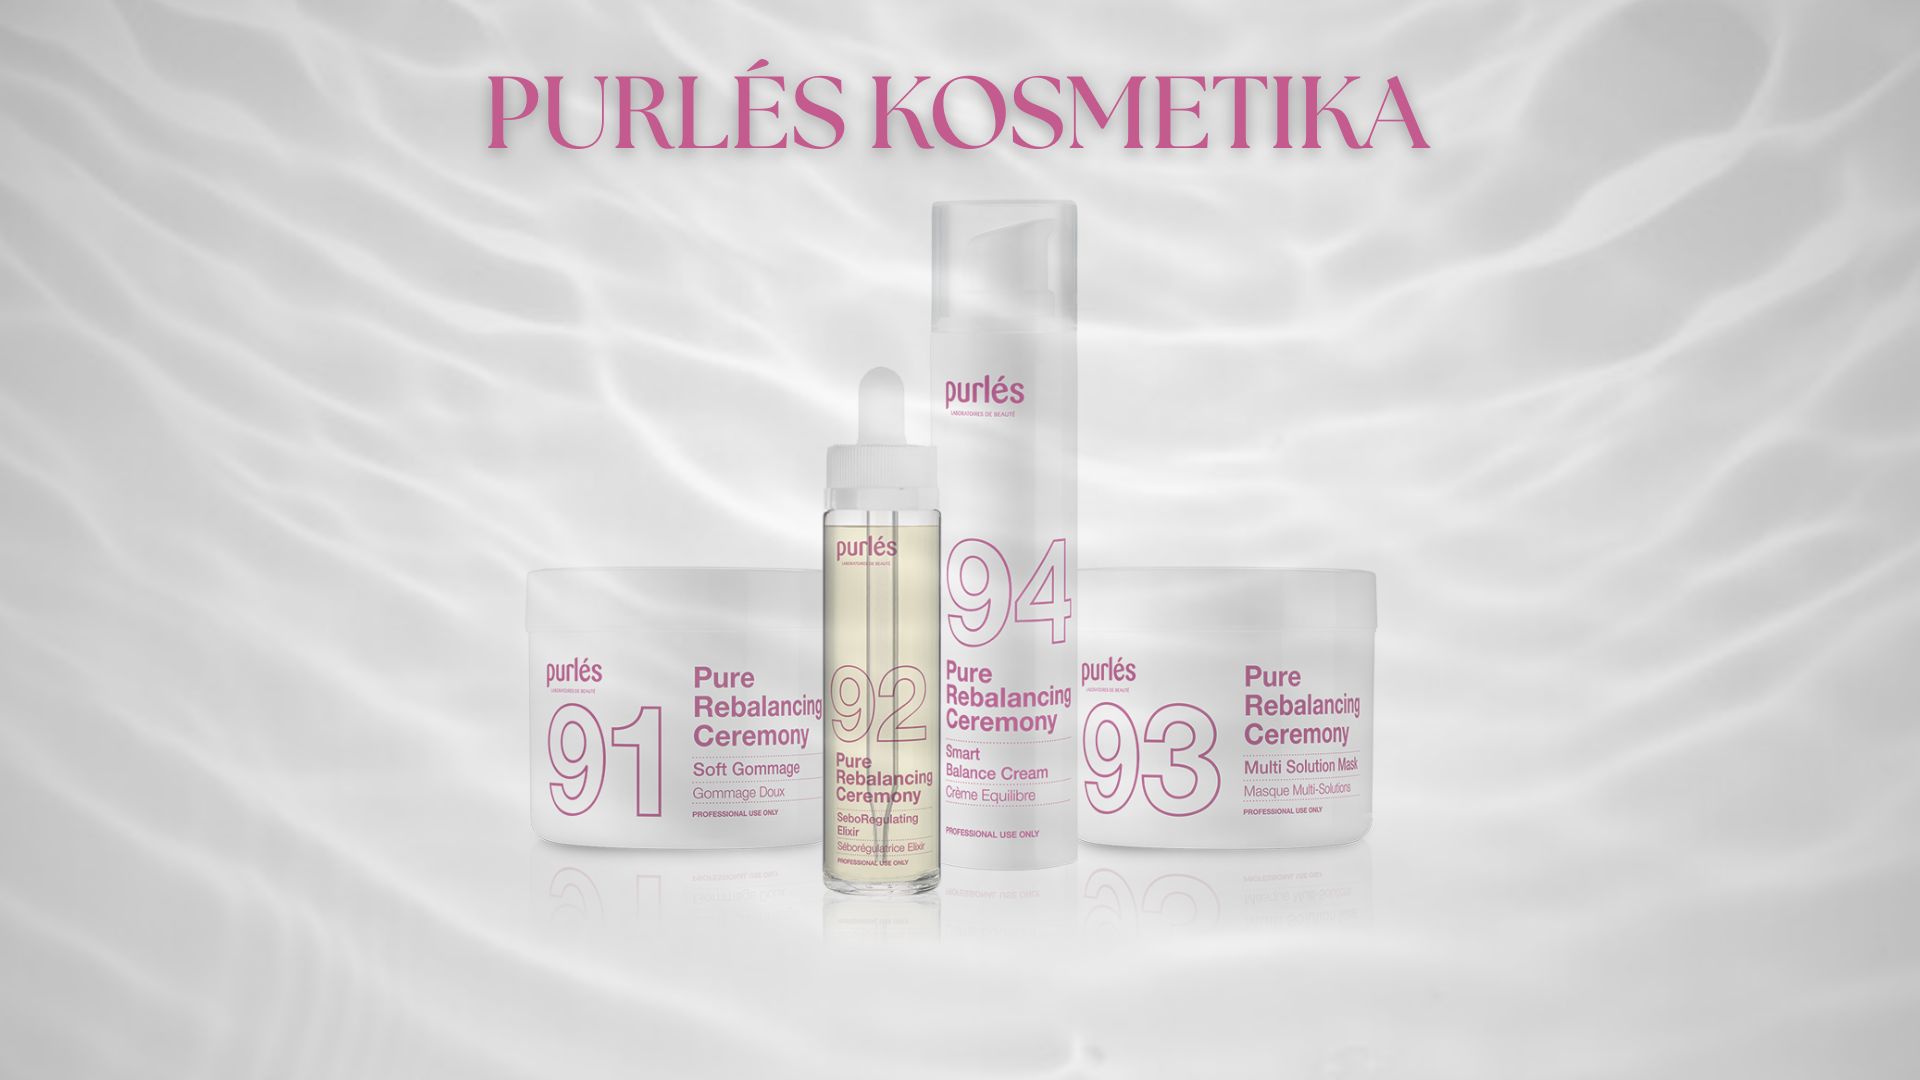 PURLÉS KOSMETIKA
purlés
LABORATOIRES DE BEAUTÉ
94
Pure
Rebalancing
Ceremony
Smart
Balance Cream
Crème Equilibre
PROFESSIONAL USE ONLY
purlés
LABORATOIRES DE BEAUTÉ
92
Pure
Rebalancing
Ceremony
SeboRegulating
Elixir
Séborégulatrice Elixir
PROFESSIONAL USE ONLY
purlés
LABORATOIRES DE BEAUTÉ
91
Pure
Rebalancing
Ceremony
Soft Gommage
Gommage Doux
PROFESSIONAL USE ONLY
purlés
LABORATOIRES DE BEAUTÉ
93
Pure
Rebalancing
Ceremony
Multi Solution Mask
Masque Multi-Solutions
PROFESSIONAL USE ONLY